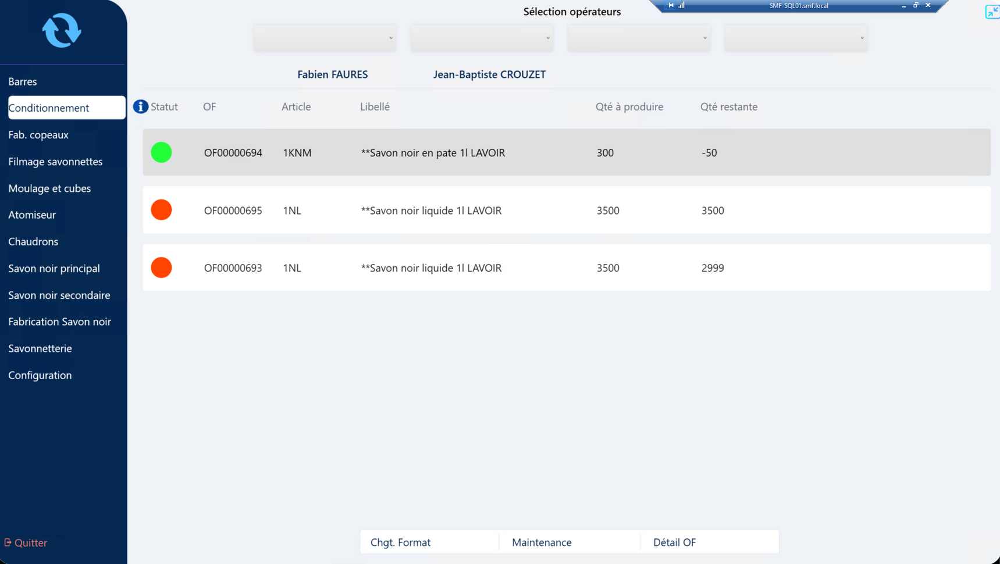 Sélection opérateurs
SMF-SQL01.smf.local
Fabien FAURES
Jean-Baptiste CROUZET
Barres
Conditionnement
Fab. copeaux
Filmage savonnettes
Moulage et cubes
Atomiseur
Chaudrons
Savon noir principal
Savon noir secondaire
Fabrication Savon noir
Savonnetterie
Configuration
Quitter
Statut OF Article Libellé Qté à produire Qté restante
OF00000694 1KNM **Savon noir en pate 1l LAVOIR 300 -50
OF00000695 1NL **Savon noir liquide 1l LAVOIR 3500 3500
OF00000693 1NL **Savon noir liquide 1l LAVOIR 3500 2999
Chgt. Format Maintenance Détail OF